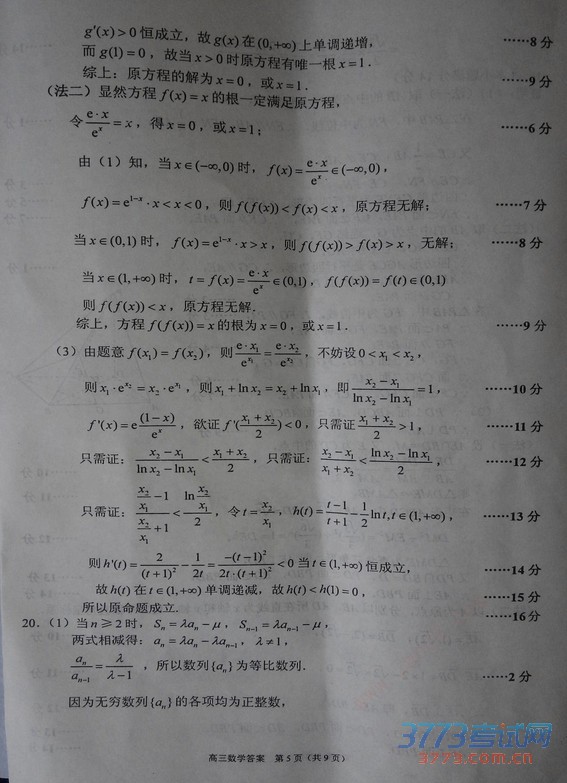 g'(x)>0 恒成立，故 g(x) 在 (0,+∞) 上单调递增， ……8 分
而 g(1)=0，故当 x>0 时原方程有唯一根 x=1．
综上：原方程的解为 x=0，或 x=1． ……9 分
（法二）显然方程 f(x)=x 的根一定满足原方程，
令 e·x/e^x = x，得 x=0，或 x=1； ……6 分
由（1）知，当 x∈(-∞,0) 时，f(x)=e·x/e^x∈(-∞,0)，
f(x)=e^(1-x)·x<x<0，则 f(f(x))<f(x)<x，原方程无解； ……7 分
当 x∈(0,1) 时，f(x)=e^(1-x)·x>x，则 f(f(x))>f(x)>x，无解； ……8 分
当 x∈(1,+∞) 时，t=f(x)=e·x/e^x∈(0,1)，f(f(x))=f(t)∈(0,1)
则 f(f(x))<x，原方程无解．
综上，方程 f(f(x))=x 的根为 x=0，或 x=1． ……9 分
（3）由题意 f(x₁)=f(x₂)，则 e·x₁/e^(x₁)=e·x₂/e^(x₂)，不妨设 0<x₁<x₂，
则 x₁·e^(x₂)=x₂·e^(x₁)，则 x₁+ln x₂=x₂+ln x₁，即 (x₂-x₁)/(ln x₂-ln x₁)=1， ……10 分
f'(x)=e(1-x)/e^x，欲证 f'((x₁+x₂)/2)<0，只需证 (x₁+x₂)/2>1， ……11 分
只需证：(x₂-x₁)/(ln x₂-ln x₁)<(x₁+x₂)/2，只需证：(x₂-x₁)/(x₁+x₂)<(ln x₂-ln x₁)/2， ……12 分
只需证：(x₂/x₁-1)/(x₂/x₁+1)<(ln x₂/x₁)/2，令 t=x₂/x₁，h(t)=(t-1)/(t+1)-1/2 ln t,t∈(1,+∞)， ……13 分
则 h'(t)=2/(t+1)²-1/2t=-(t-1)²/2t·(t+1)²<0 当 t∈(1,+∞) 恒成立， ……14 分
故 h(t) 在 t∈(1,+∞) 单调递减，故 h(t)<h(1)=0， ……15 分
所以原命题成立． ……16 分
20．（1）当 n≥2 时，Sₙ=λaₙ-μ，Sₙ₋₁=λaₙ₋₁-μ，
两式相减得：aₙ=λaₙ-λaₙ₋₁，λ≠1，
aₙ/aₙ₋₁=λ/(λ-1)，所以数列{aₙ}为等比数列． ……2 分
因为无穷数列{aₙ}的各项均为正整数，
高三数学答案 第 5 页（共 9 页）
3773考试网
www.3773.com.cn